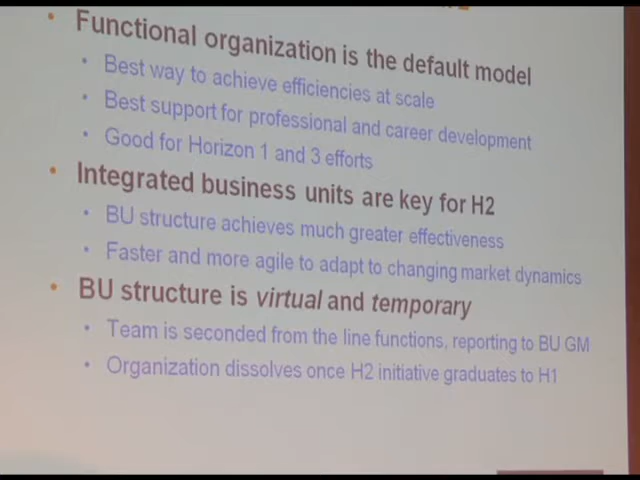 • Functional organization is the default model
• Best way to achieve efficiencies at scale
• Best support for professional and career development
• Good for Horizon 1 and 3 efforts
• Integrated business units are key for H2
• BU structure achieves much greater effectiveness
• Faster and more agile to adapt to changing market dynamics
• BU structure is virtual and temporary
• Team is seconded from the line functions, reporting to BU GM
• Organization dissolves once H2 initiative graduates to H1